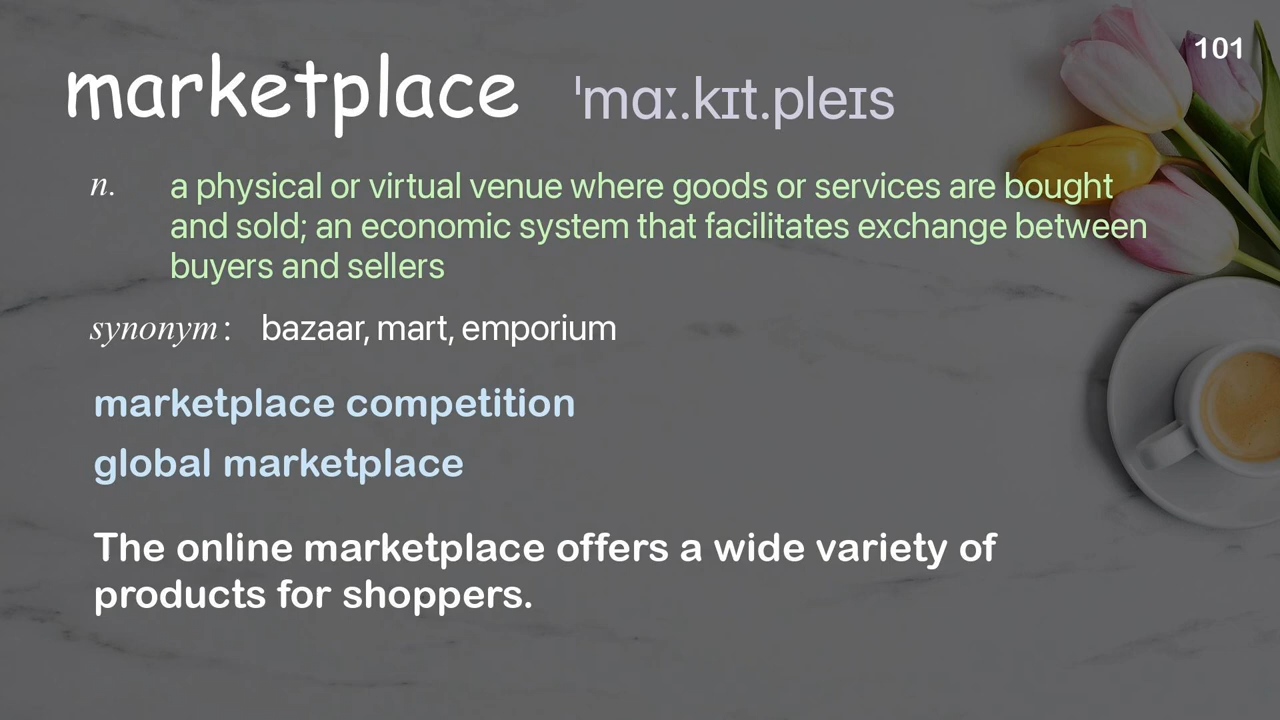 101
marketplace ˈmɑː.kɪt.pleɪs
n. a physical or virtual venue where goods or services are bought
and sold; an economic system that facilitates exchange between
buyers and sellers
synonym : bazaar, mart, emporium
marketplace competition
global marketplace
The online marketplace offers a wide variety of
products for shoppers.